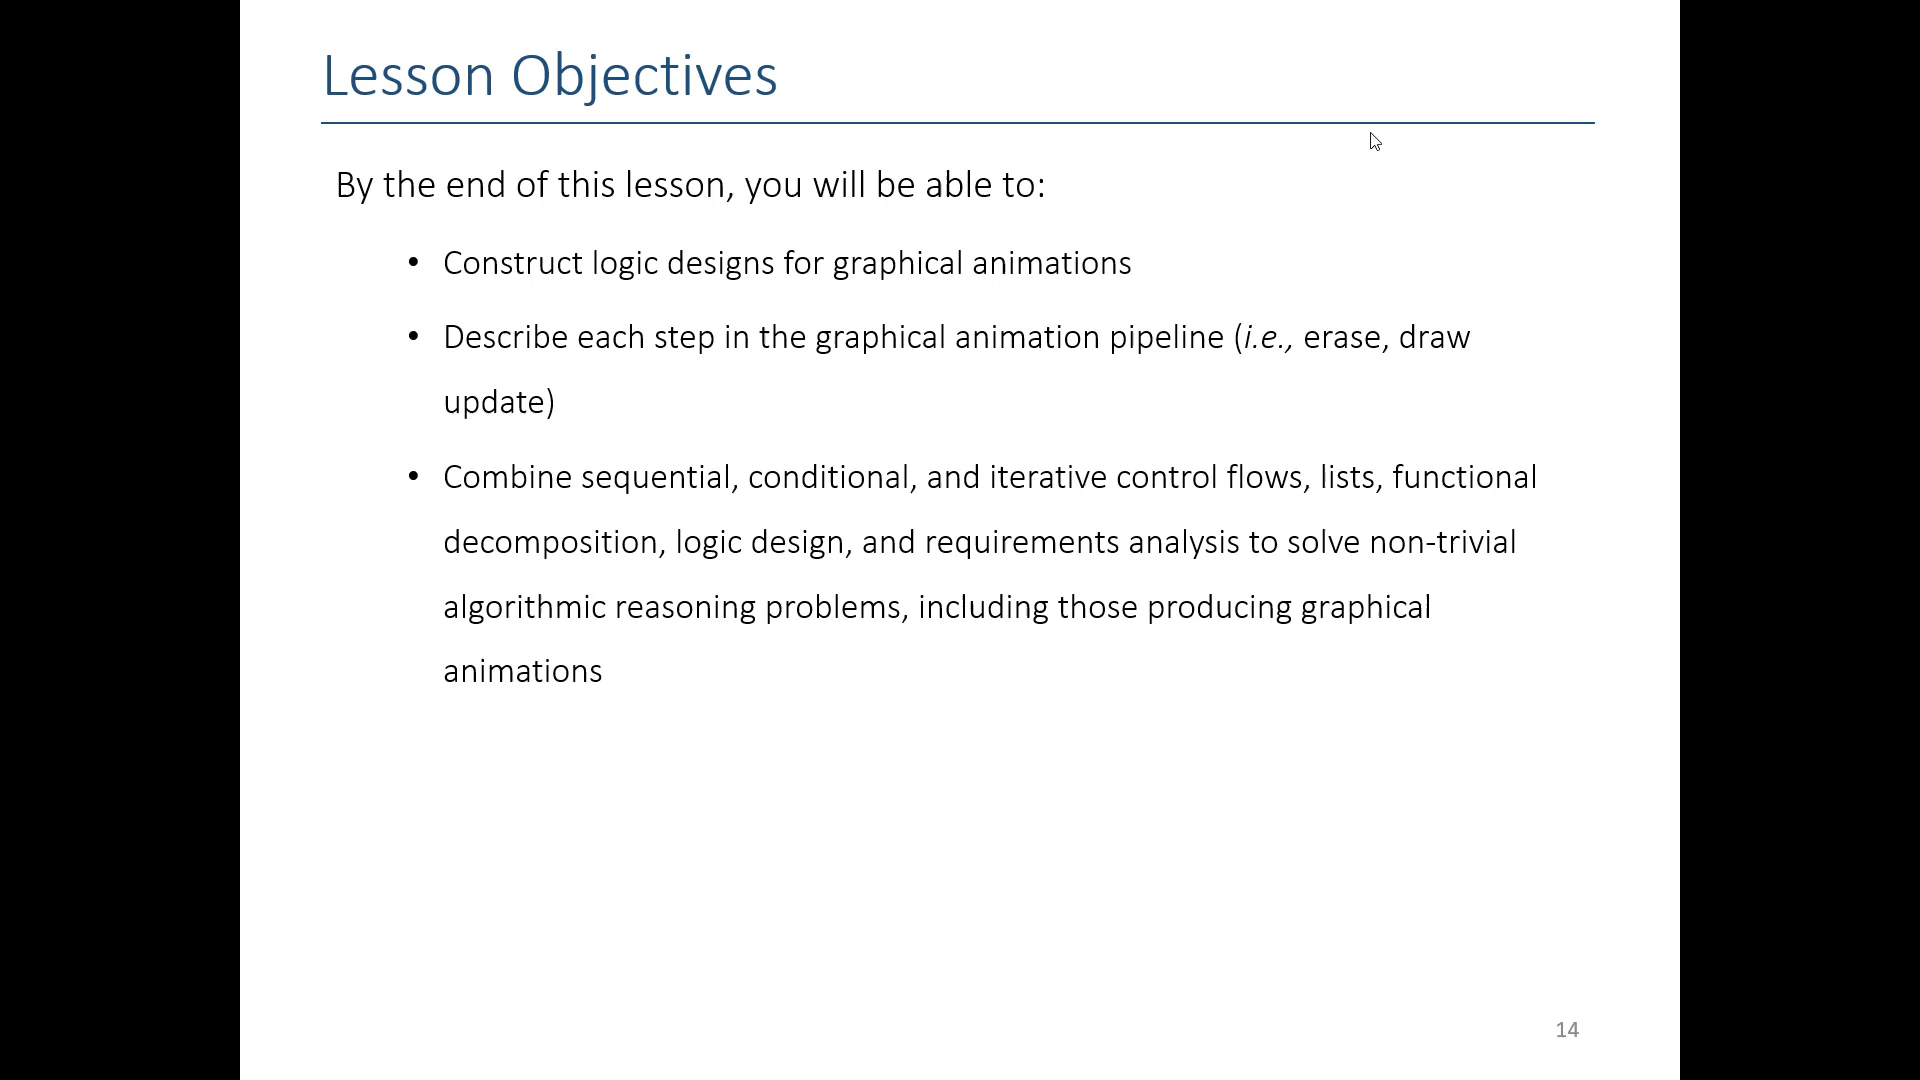 Lesson Objectives
By the end of this lesson, you will be able to:
• Construct logic designs for graphical animations
• Describe each step in the graphical animation pipeline (i.e., erase, draw
update)
• Combine sequential, conditional, and iterative control flows, lists, functional
decomposition, logic design, and requirements analysis to solve non-trivial
algorithmic reasoning problems, including those producing graphical
animations
14